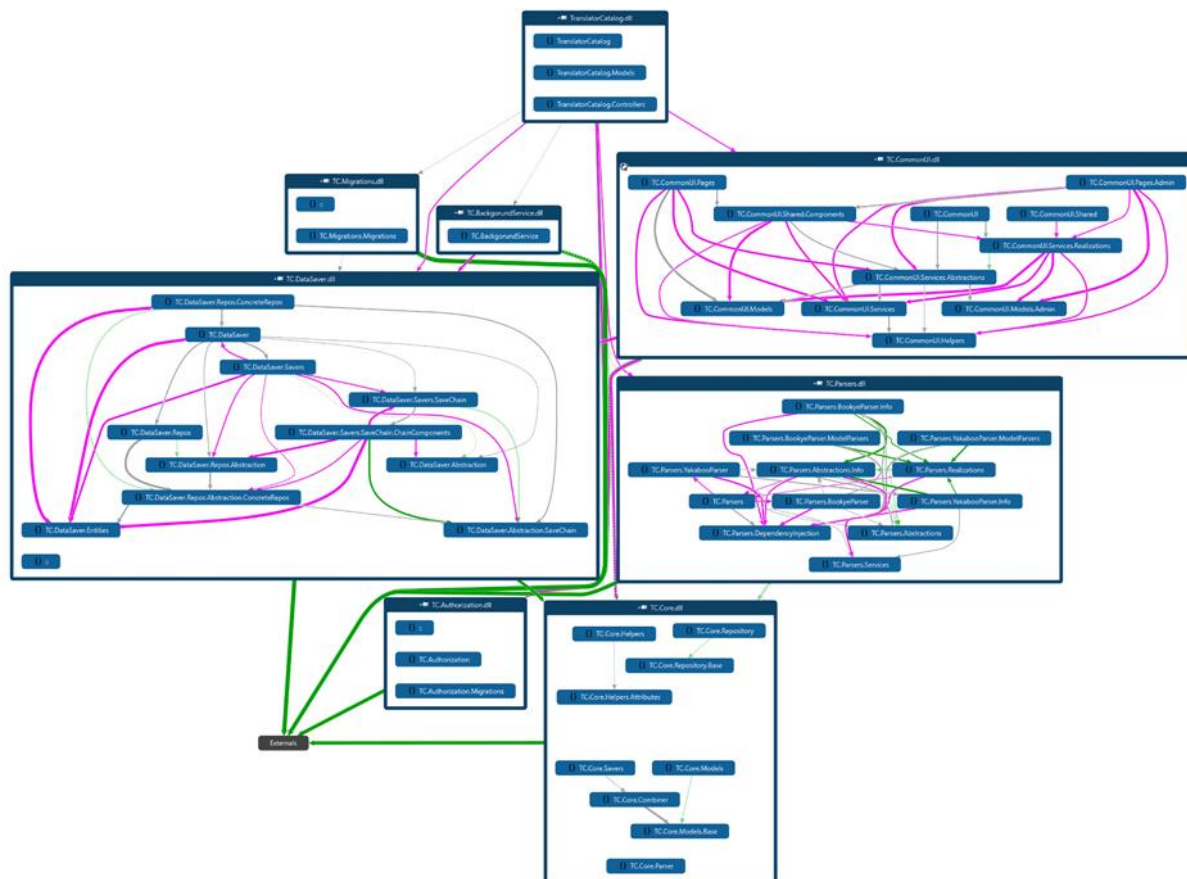 TranslatorCatalog.dll
TranslatorCatalog
TranslatorCatalog.Models
TranslatorCatalog.Controllers
TC.CommonUI.dll
TC.CommonUI.Pages
TC.CommonUI.Pages.Admin
TC.CommonUI.Shared.Components
TC.CommonUI
TC.CommonUI.Shared
TC.CommonUI.Services.Realizations
TC.CommonUI.Services.Abstractions
TC.CommonUI.Models
TC.CommonUI.Services
TC.CommonUI.Models.Admin
TC.CommonUI.Helpers
TC.Migrations.dll
TC.Migrations.Migrations
TC.BackgorundService.dll
TC.BackgorundService
TC.DataSaver.dll
TC.DataSaver.Repos.ConcreteRepos
TC.DataSaver
TC.DataSaver.Savers
TC.DataSaver.Savers.SaveChain
TC.DataSaver.Repos
TC.DataSaver.Savers.SaveChain.ChainComponents
TC.DataSaver.Repos.Abstraction
TC.DataSaver.Abstraction
TC.DataSaver.Repos.Abstraction.ConcreteRepos
TC.DataSaver.Entities
TC.DataSaver.Abstraction.SaveChain
TC.Parsers.dll
TC.Parsers.BookyeParser.Info
TC.Parsers.BookyeParser.ModelParsers
TC.Parsers.YakabooParser.ModelParsers
TC.Parsers.YakabooParser
TC.Parsers.Abstractions.Info
TC.Parsers.Realizations
TC.Parsers
TC.Parsers.BookyeParser
TC.Parsers.YakabooParser.Info
TC.Parsers.DependencyInjection
TC.Parsers.Abstractions
TC.Parsers.Services
TC.Authorization.dll
TC.Authorization
TC.Authorization.Migrations
TC.Core.dll
TC.Core.Helpers
TC.Core.Repository
TC.Core.Repository.Base
TC.Core.Helpers.Attributes
Externals
TC.Core.Savers
TC.Core.Models
TC.Core.Combiner
TC.Core.Models.Base
TC.Core.Parser